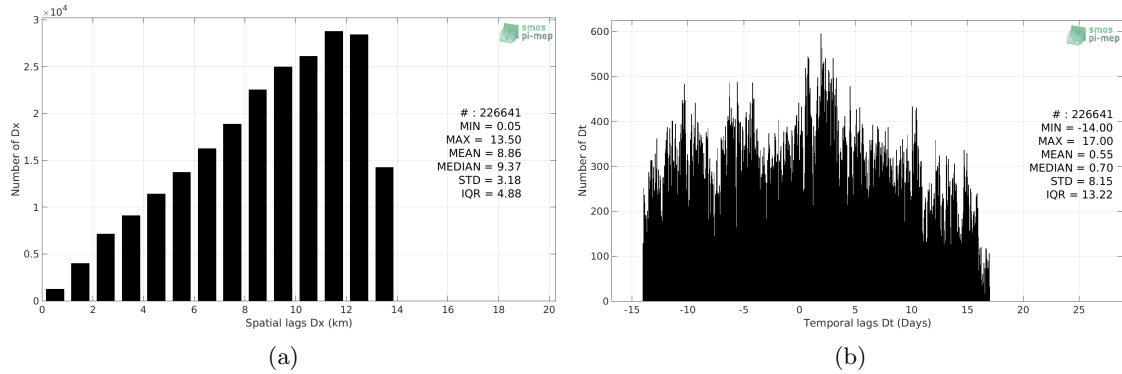 ×10^4
3
2.5
2
1.5
1
0.5
0
Number of Dx
0 2 4 6 8 10 12 14 16 18 20
Spatial lags Dx (km)
smos
pi-mep
# : 226641
MIN = 0.05
MAX = 13.50
MEAN = 8.86
MEDIAN = 9.37
STD = 3.18
IQR = 4.88
(a)
600
500
400
300
200
100
0
Number of Dt
-15 -10 -5 0 5 10 15 20 25
Temporal lags Dt (Days)
smos
pi-mep
# : 226641
MIN = -14.00
MAX = 17.00
MEAN = 0.55
MEDIAN = 0.70
STD = 8.15
IQR = 13.22
(b)